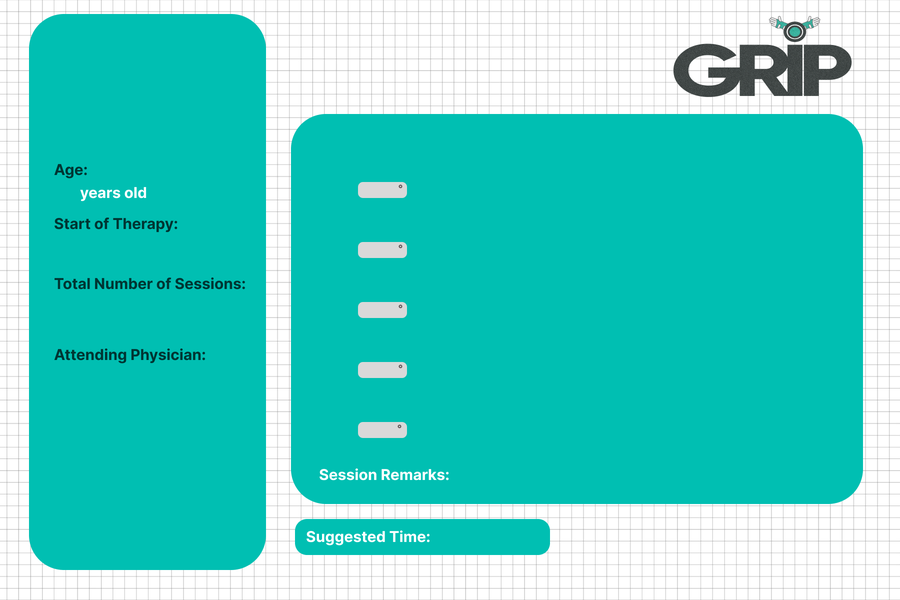 GRIP
Age:
years old
Start of Therapy:
Total Number of Sessions:
Attending Physician:
°
°
°
°
°
Session Remarks:
Suggested Time: